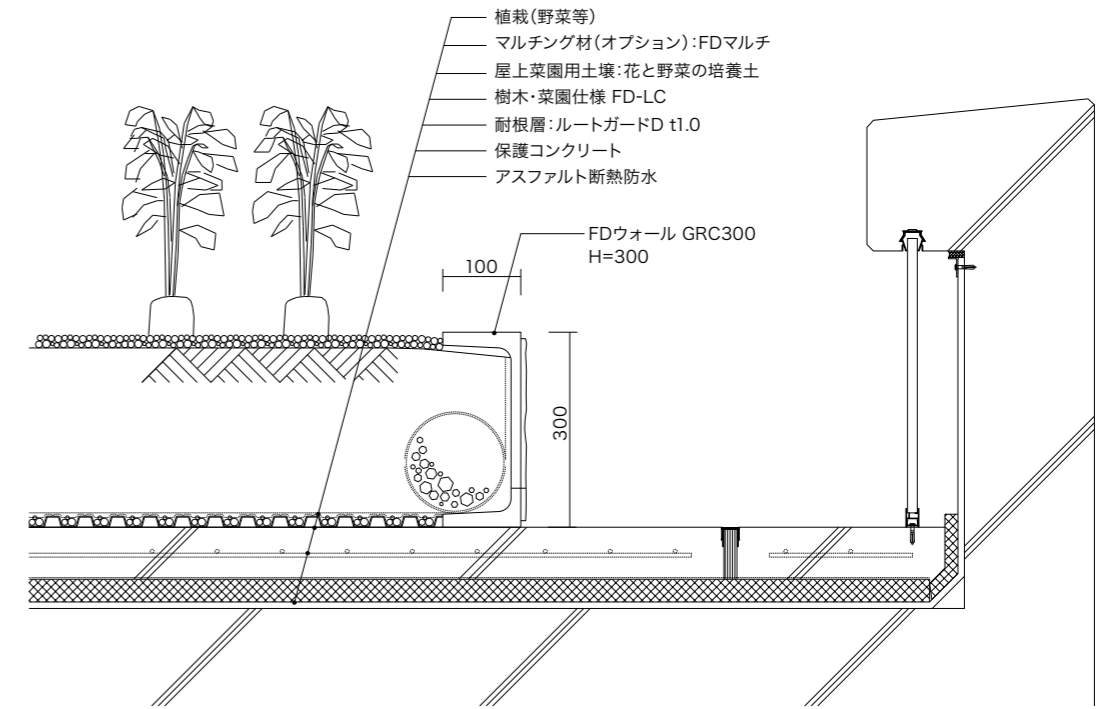 植栽(野菜等)
マルチング材(オプション):FDマルチ
屋上菜園用土壌:花と野菜の培養土
樹木・菜園仕様 FD-LC
耐根層:ルートガードD t1.0
保護コンクリート
アスファルト断熱防水
FDウォール GRC300
H=300
100
300